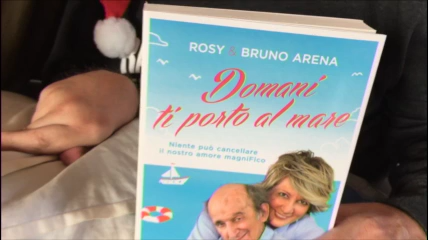 ROSY & BRUNO ARENA
Domani
ti porto al mare
Niente può cancellare
il nostro amore magniFico